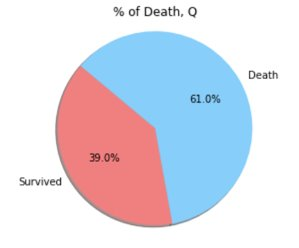 % of Death, Q
Death
61.0%
39.0%
Survived